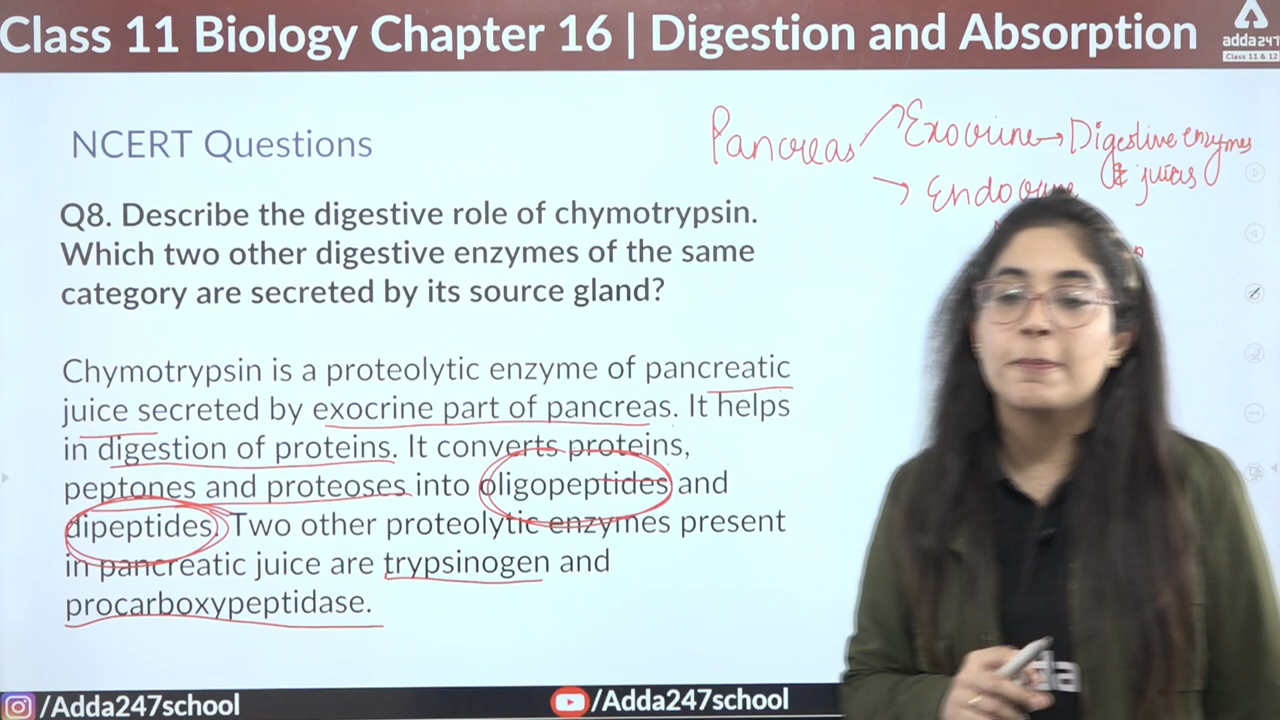 Class 11 Biology Chapter 16 | Digestion and Absorption
adda247
Class 11 & 12
NCERT Questions
Pancreas
Exocrine → Digestive enzymes
& juices
→ Endocrine
Q8. Describe the digestive role of chymotrypsin.
Which two other digestive enzymes of the same
category are secreted by its source gland?
Chymotrypsin is a proteolytic enzyme of pancreatic
juice secreted by exocrine part of pancreas. It helps
in digestion of proteins. It converts proteins,
peptones and proteoses into oligopeptides and
dipeptides. Two other proteolytic enzymes present
in pancreatic juice are trypsinogen and
procarboxypeptidase.
da
/Adda247school
/Adda247school